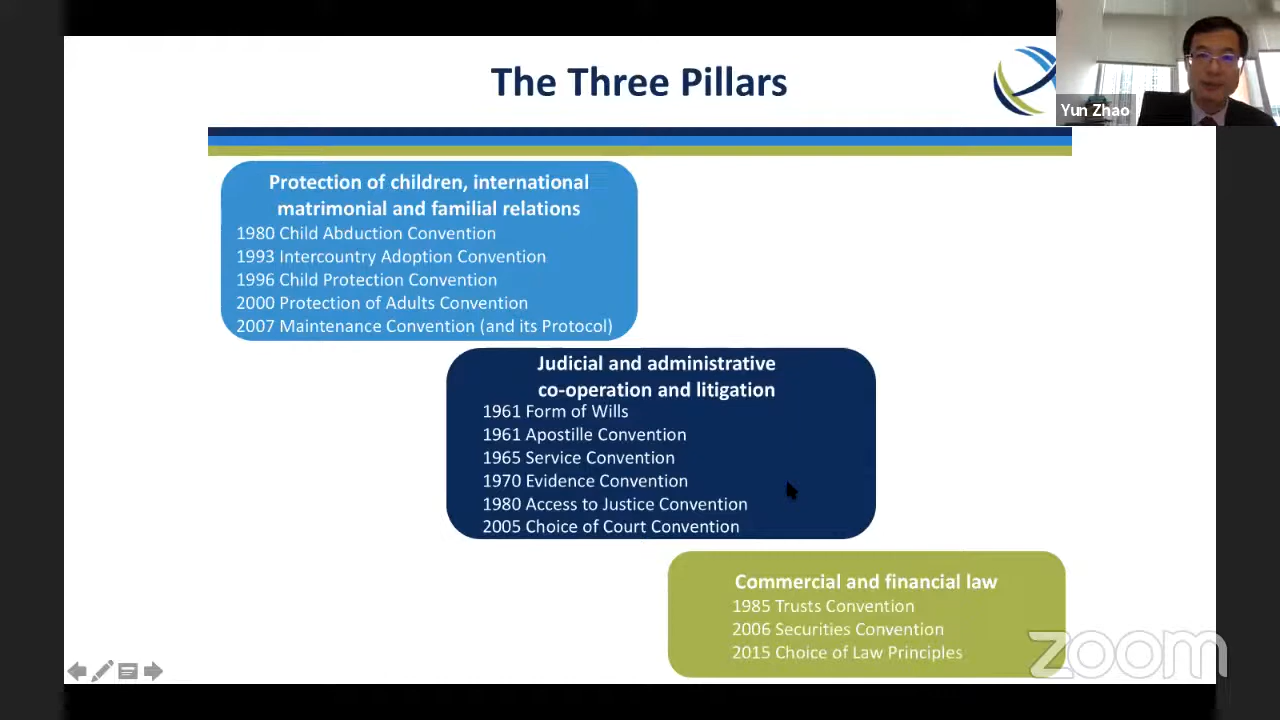 The Three Pillars
Yun Zhao
Protection of children, international
matrimonial and familial relations
1980 Child Abduction Convention
1993 Intercountry Adoption Convention
1996 Child Protection Convention
2000 Protection of Adults Convention
2007 Maintenance Convention (and its Protocol)
Judicial and administrative
co-operation and litigation
1961 Form of Wills
1961 Apostille Convention
1965 Service Convention
1970 Evidence Convention
1980 Access to Justice Convention
2005 Choice of Court Convention
Commercial and financial law
1985 Trusts Convention
2006 Securities Convention
2015 Choice of Law Principles
zoom